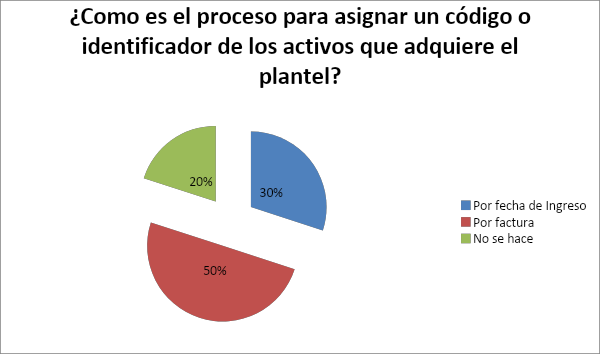 ¿Como es el proceso para asignar un código o
identificador de los activos que adquiere el
plantel?
20%
30%
50%
Por fecha de Ingreso
Por factura
No se hace